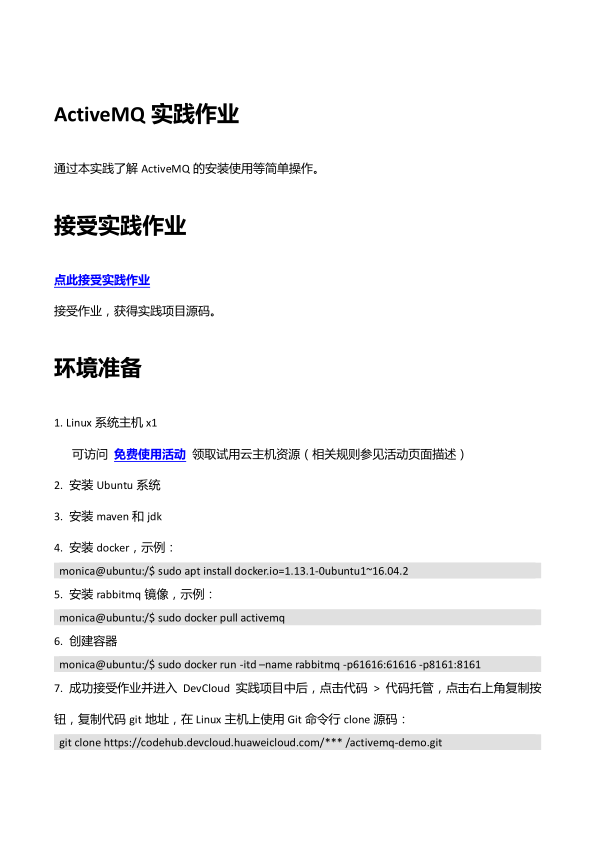 ActiveMQ 实践作业
通过本实践了解 ActiveMQ 的安装使用等简单操作。
接受实践作业
点此接受实践作业
接受作业，获得实践项目源码。
环境准备
1. Linux 系统主机 x1
可访问 免费使用活动 领取试用云主机资源（相关规则参见活动页面描述）
2. 安装 Ubuntu 系统
3. 安装 maven 和 jdk
4. 安装 docker，示例：
monica@ubuntu:/$ sudo apt install docker.io=1.13.1-0ubuntu1~16.04.2
5. 安装 rabbitmq 镜像，示例：
monica@ubuntu:/$ sudo docker pull activemq
6. 创建容器
monica@ubuntu:/$ sudo docker run -itd –name rabbitmq -p61616:61616 -p8161:8161
7. 成功接受作业并进入 DevCloud 实践项目中后，点击代码 > 代码托管，点击右上角复制按
钮，复制代码 git 地址，在 Linux 主机上使用 Git 命令行 clone 源码：
git clone https://codehub.devcloud.huaweicloud.com/*** /activemq-demo.git